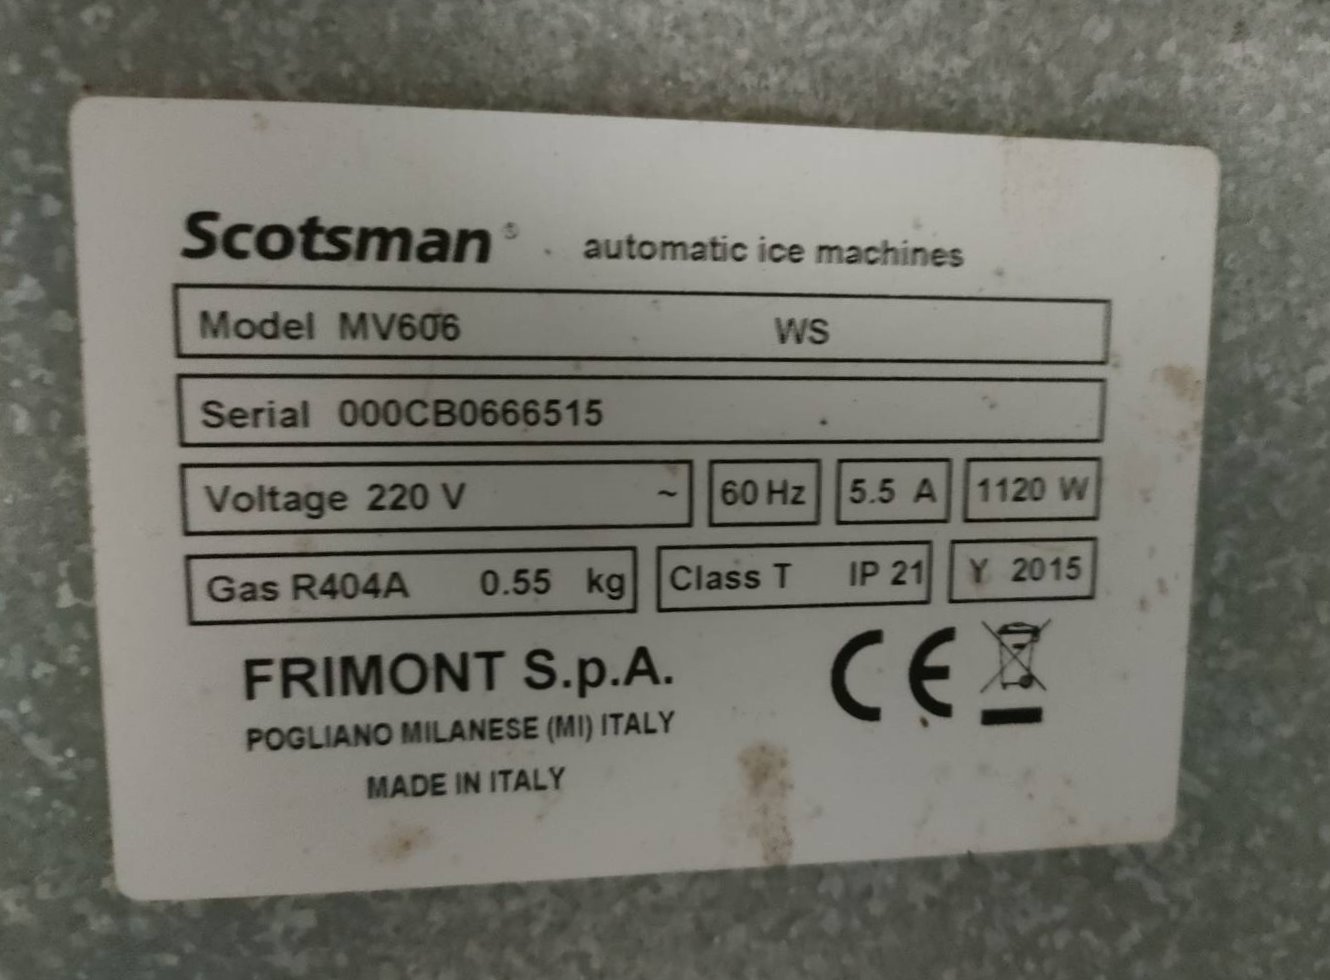 Scotsman® automatic ice machines
Model MV606 WS
Serial 000CB0666515
Voltage 220 V ~ 60 Hz 5.5 A 1120 W
Gas R404A 0.55 kg Class T IP 21 Y 2015
FRIMONT S.p.A. CE
POGLIANO MILANESE (MI) ITALY
MADE IN ITALY